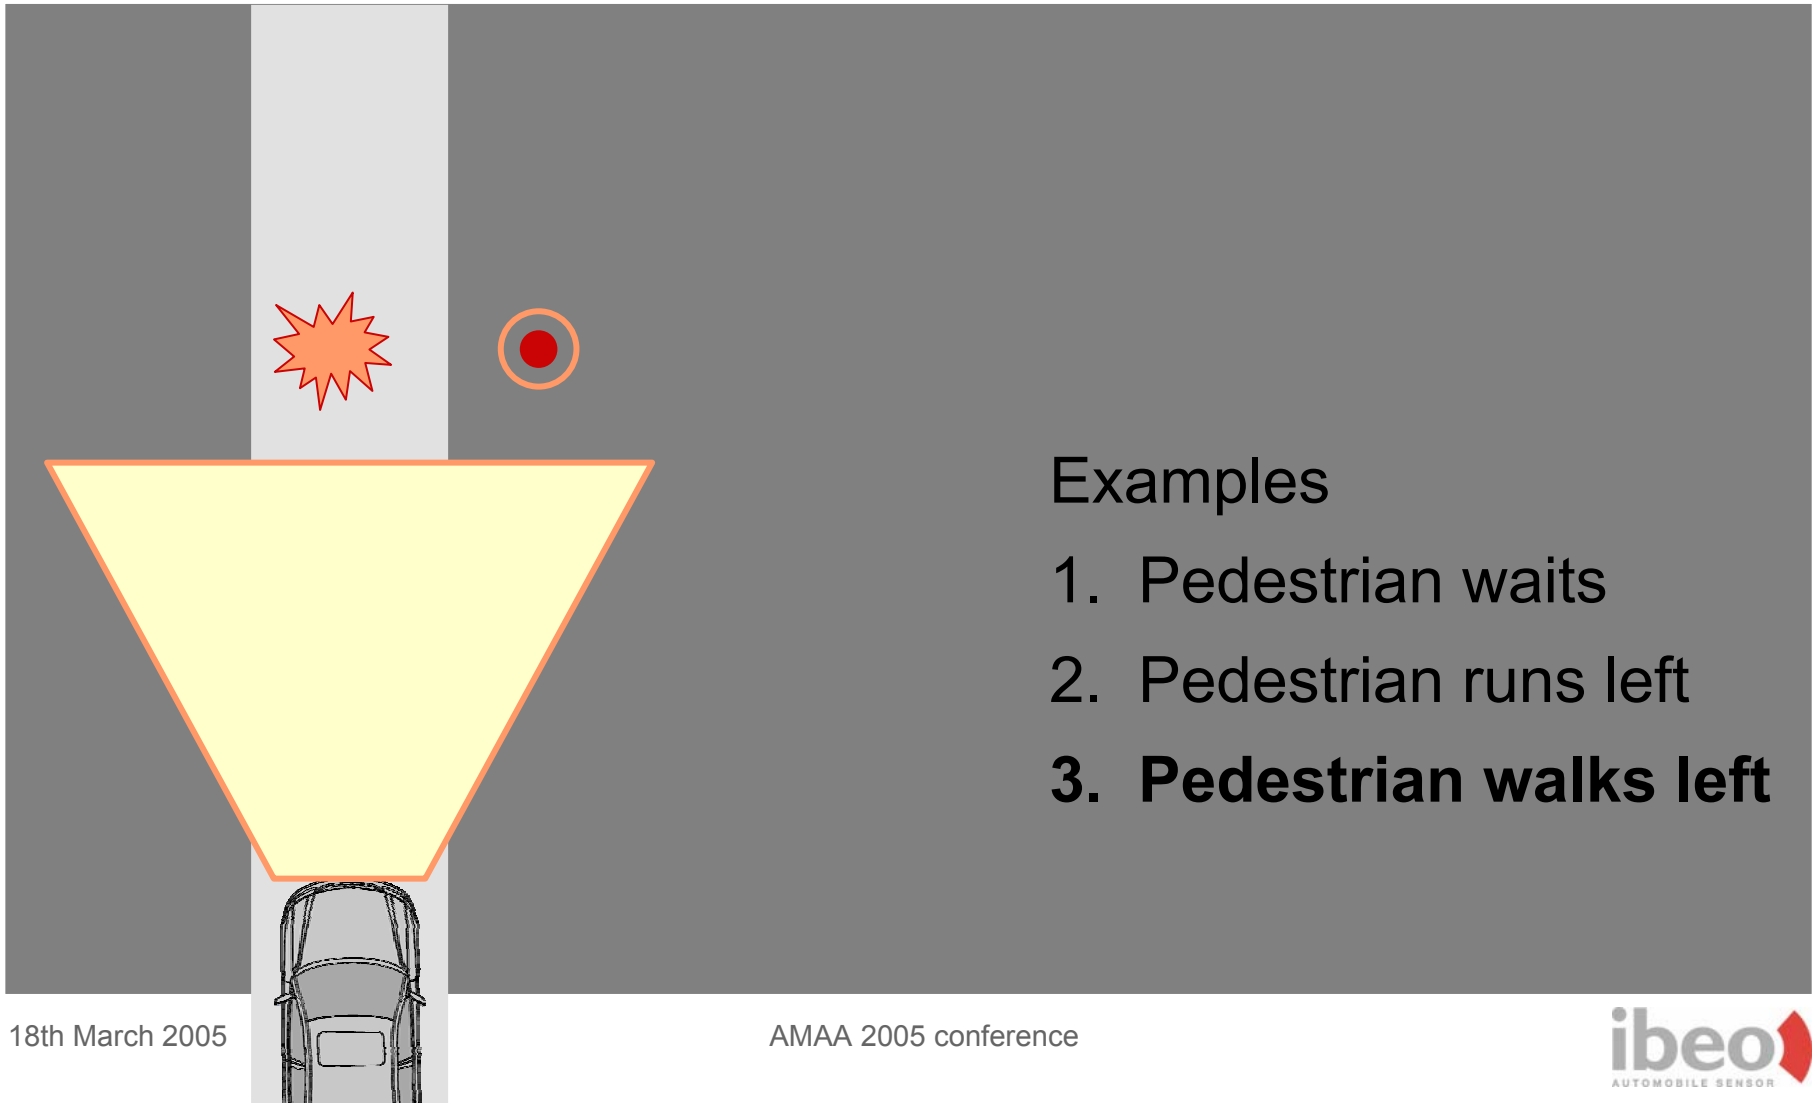 Examples
1. Pedestrian waits
2. Pedestrian runs left
3. Pedestrian walks left
18th March 2005
AMAA 2005 conference
ibeo
AUTOMOBILE SENSOR